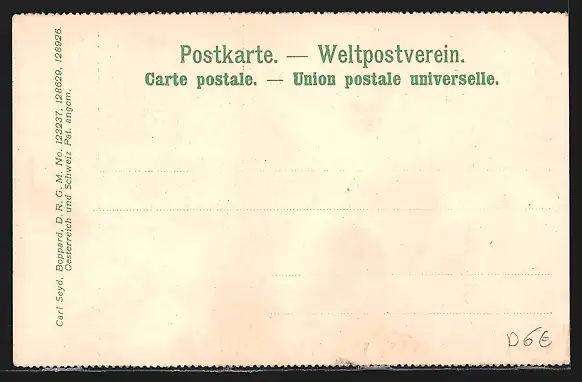 Postkarte. — Weltpostverein.
Carte postale. — Union postale universelle.
Carl Seyd, Boppard, D. R. G. M. No. 123237, 128629, 128926.
Oesterreich und Schweiz Pat. angem.
D6€